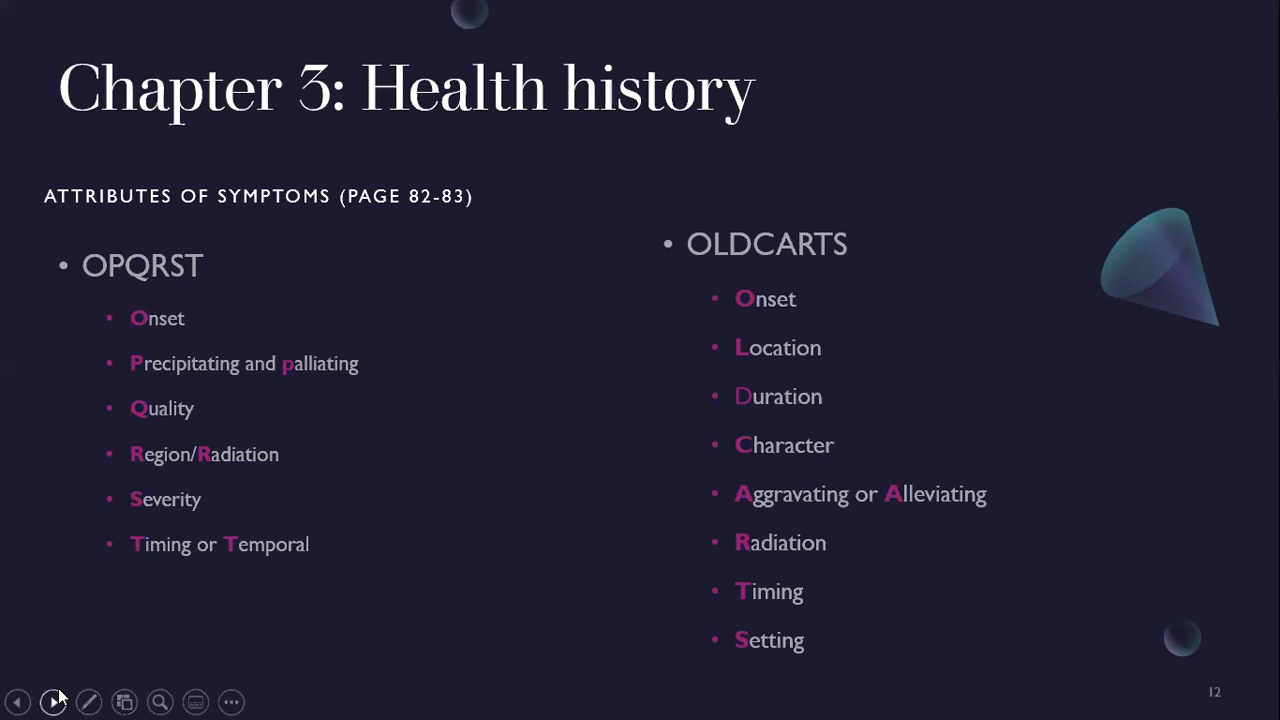 Chapter 3: Health history
ATTRIBUTES OF SYMPTOMS (PAGE 82-83)
• OPQRST
• Onset
• Precipitating and palliating
• Quality
• Region/Radiation
• Severity
• Timing or Temporal
• OLDCARTS
• Onset
• Location
• Duration
• Character
• Aggravating or Alleviating
• Radiation
• Timing
• Setting
12